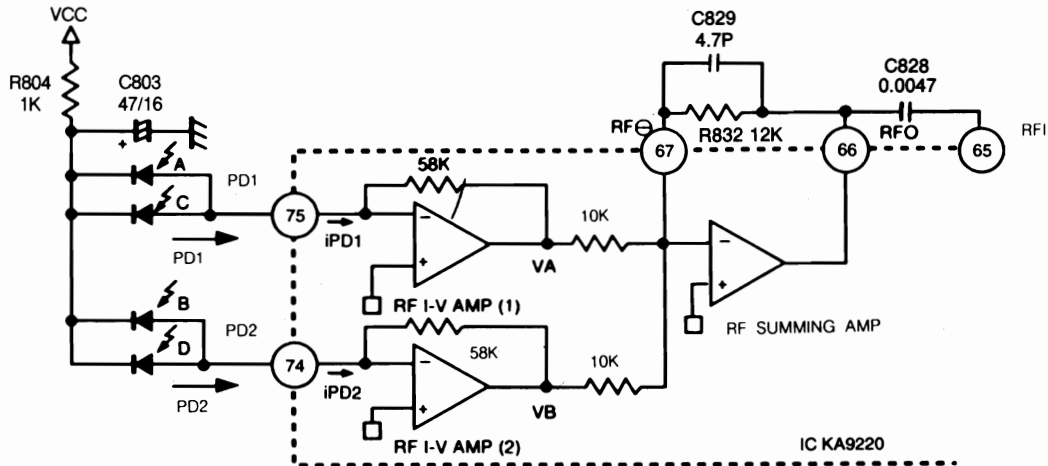 VCC
R804
1K
C803
47/16
+
A
PD1
C
PD1
75
iPD1
58K
−
+
VA
10K
RF I-V AMP (1)
B
PD2
D
PD2
74
iPD2
58K
−
+
VB
10K
RF I-V AMP (2)
C829
4.7P
RF⊖
R832 12K
67
C828
0.0047
RFO
66
65
RFI
−
+
RF SUMMING AMP
IC KA9220